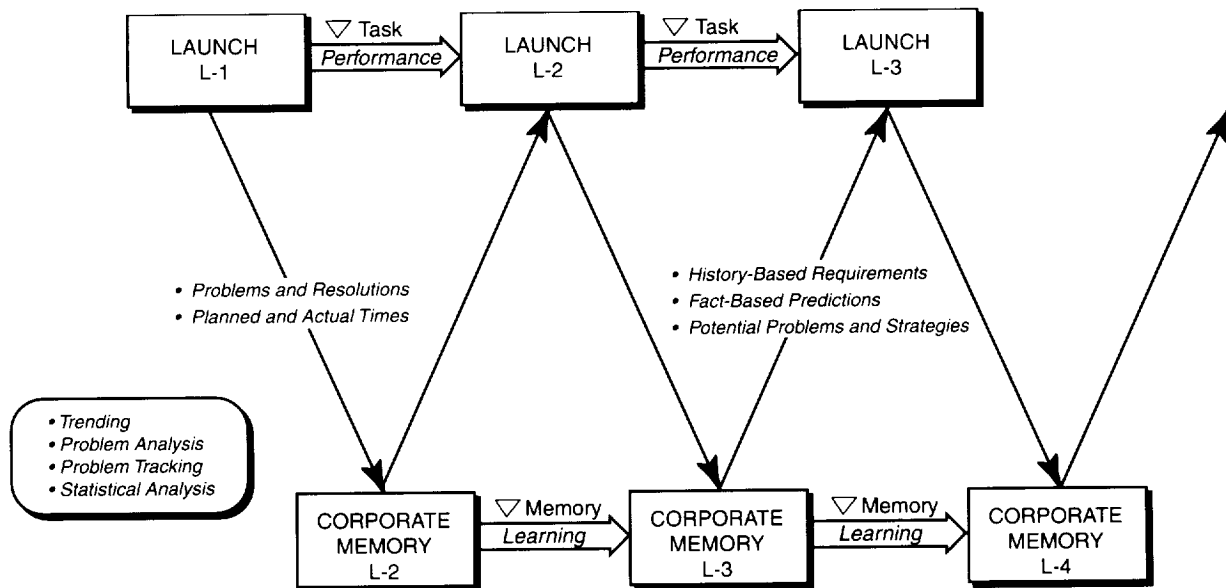 LAUNCH
L-1
▽ Task
Performance
LAUNCH
L-2
▽ Task
Performance
LAUNCH
L-3
• Problems and Resolutions
• Planned and Actual Times
• History-Based Requirements
• Fact-Based Predictions
• Potential Problems and Strategies
• Trending
• Problem Analysis
• Problem Tracking
• Statistical Analysis
CORPORATE
MEMORY
L-2
▽ Memory
Learning
CORPORATE
MEMORY
L-3
▽ Memory
Learning
CORPORATE
MEMORY
L-4